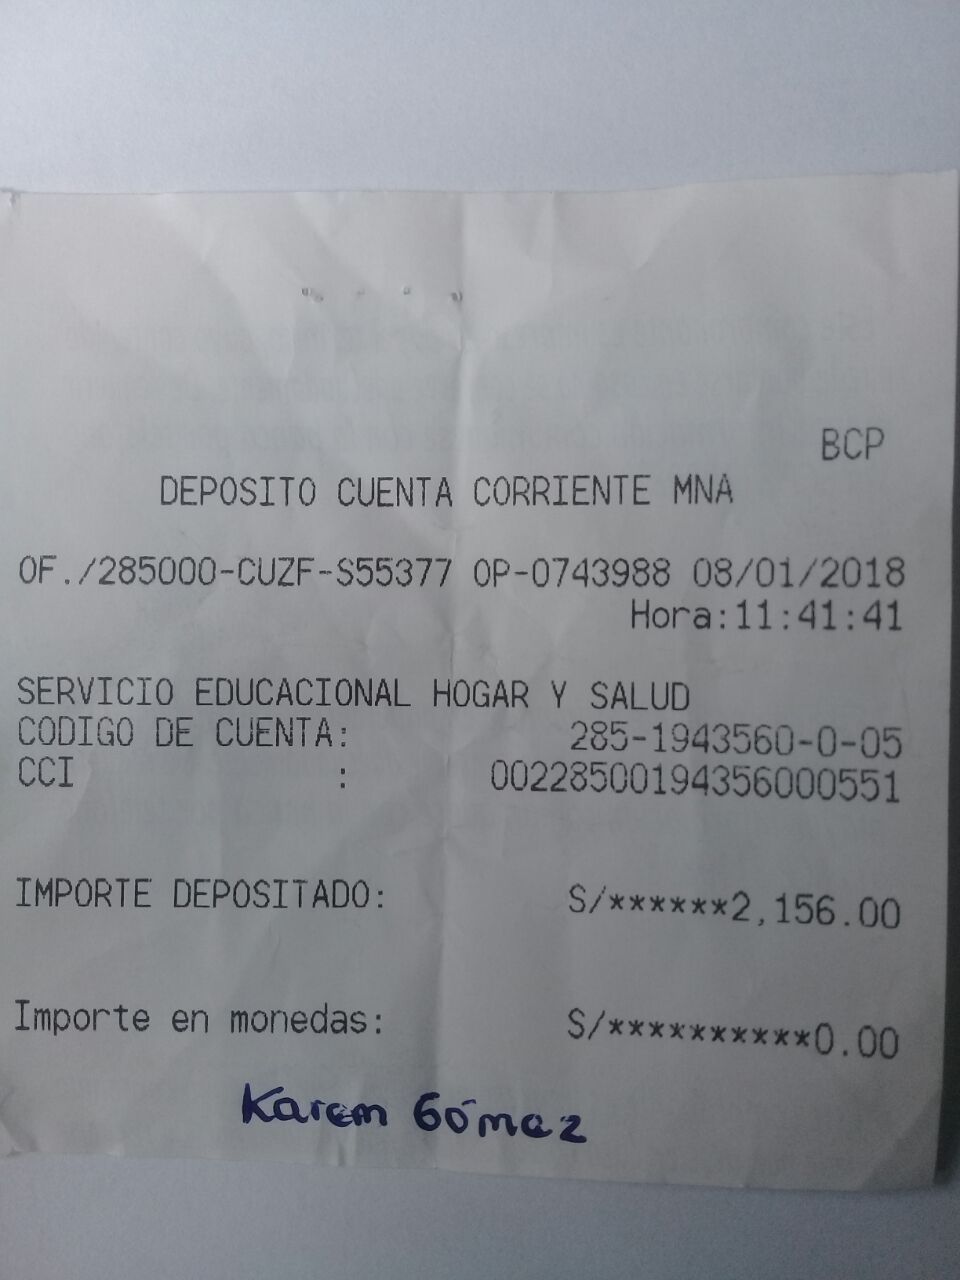 BCP
DEPOSITO CUENTA CORRIENTE MNA
OF./285000-CUZF-S55377 OP-0743988 08/01/2018
Hora:11:41:41
SERVICIO EDUCACIONAL HOGAR Y SALUD
CODIGO DE CUENTA: 285-1943560-0-05
CCI : 00228500194356000551
IMPORTE DEPOSITADO: S/******2,156.00
Importe en monedas: S/**********0.00
Karem Gómez